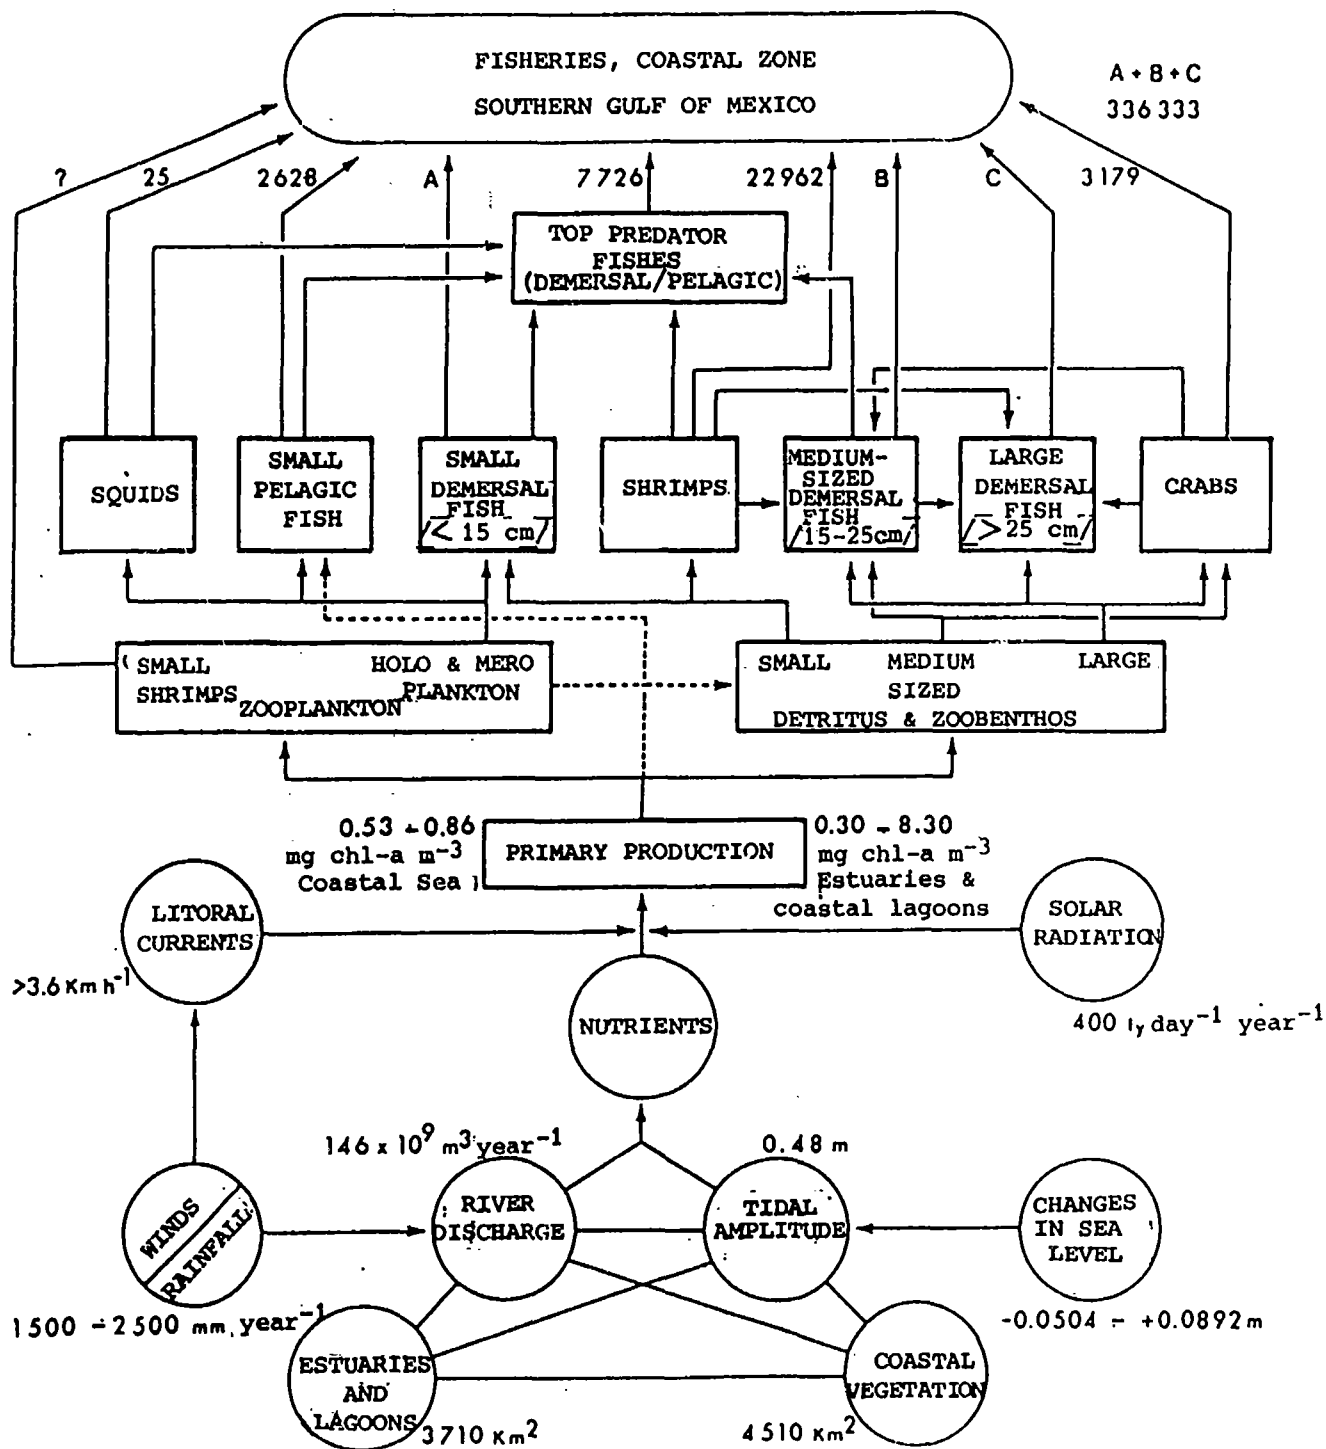 FISHERIES, COASTAL ZONE
SOUTHERN GULF OF MEXICO
A+B+C
336333
?
25
2628
A
7726
22962
B
C
3179
TOP PREDATOR
FISHES
(DEMERSAL/PELAGIC)
SQUIDS
SMALL
PELAGIC
FISH
SMALL
DEMERSAL
FISH
/< 15 cm/
SHRIMPS
MEDIUM-
SIZED
DEMERSAL
FISH
/15-25cm/
LARGE
DEMERSAL
FISH
/>25 cm/
CRABS
SMALL
SHRIMPS
HOLO & MERO
PLANKTON
ZOOPLANKTON
SMALL MEDIUM LARGE
SIZED
DETRITUS & ZOOBENTHOS
0.53 - 0.86
mg chl-a m⁻³
Coastal Sea
PRIMARY PRODUCTION
0.30 - 8.30
mg chl-a m⁻³
Estuaries &
coastal lagoons
LITORAL
CURRENTS
>3.6 Km h⁻¹
SOLAR
RADIATION
400 ly day⁻¹ year⁻¹
NUTRIENTS
146 x 10⁹ m³ year⁻¹
0.48 m
WINDS
RAINFALL
1500 - 2500 mm year⁻¹
RIVER
DISCHARGE
TIDAL
AMPLITUDE
CHANGES
IN SEA
LEVEL
-0.0504 - +0.0892 m
ESTUARIES
AND
LAGOONS
3710 Km²
COASTAL
VEGETATION
4510 Km²